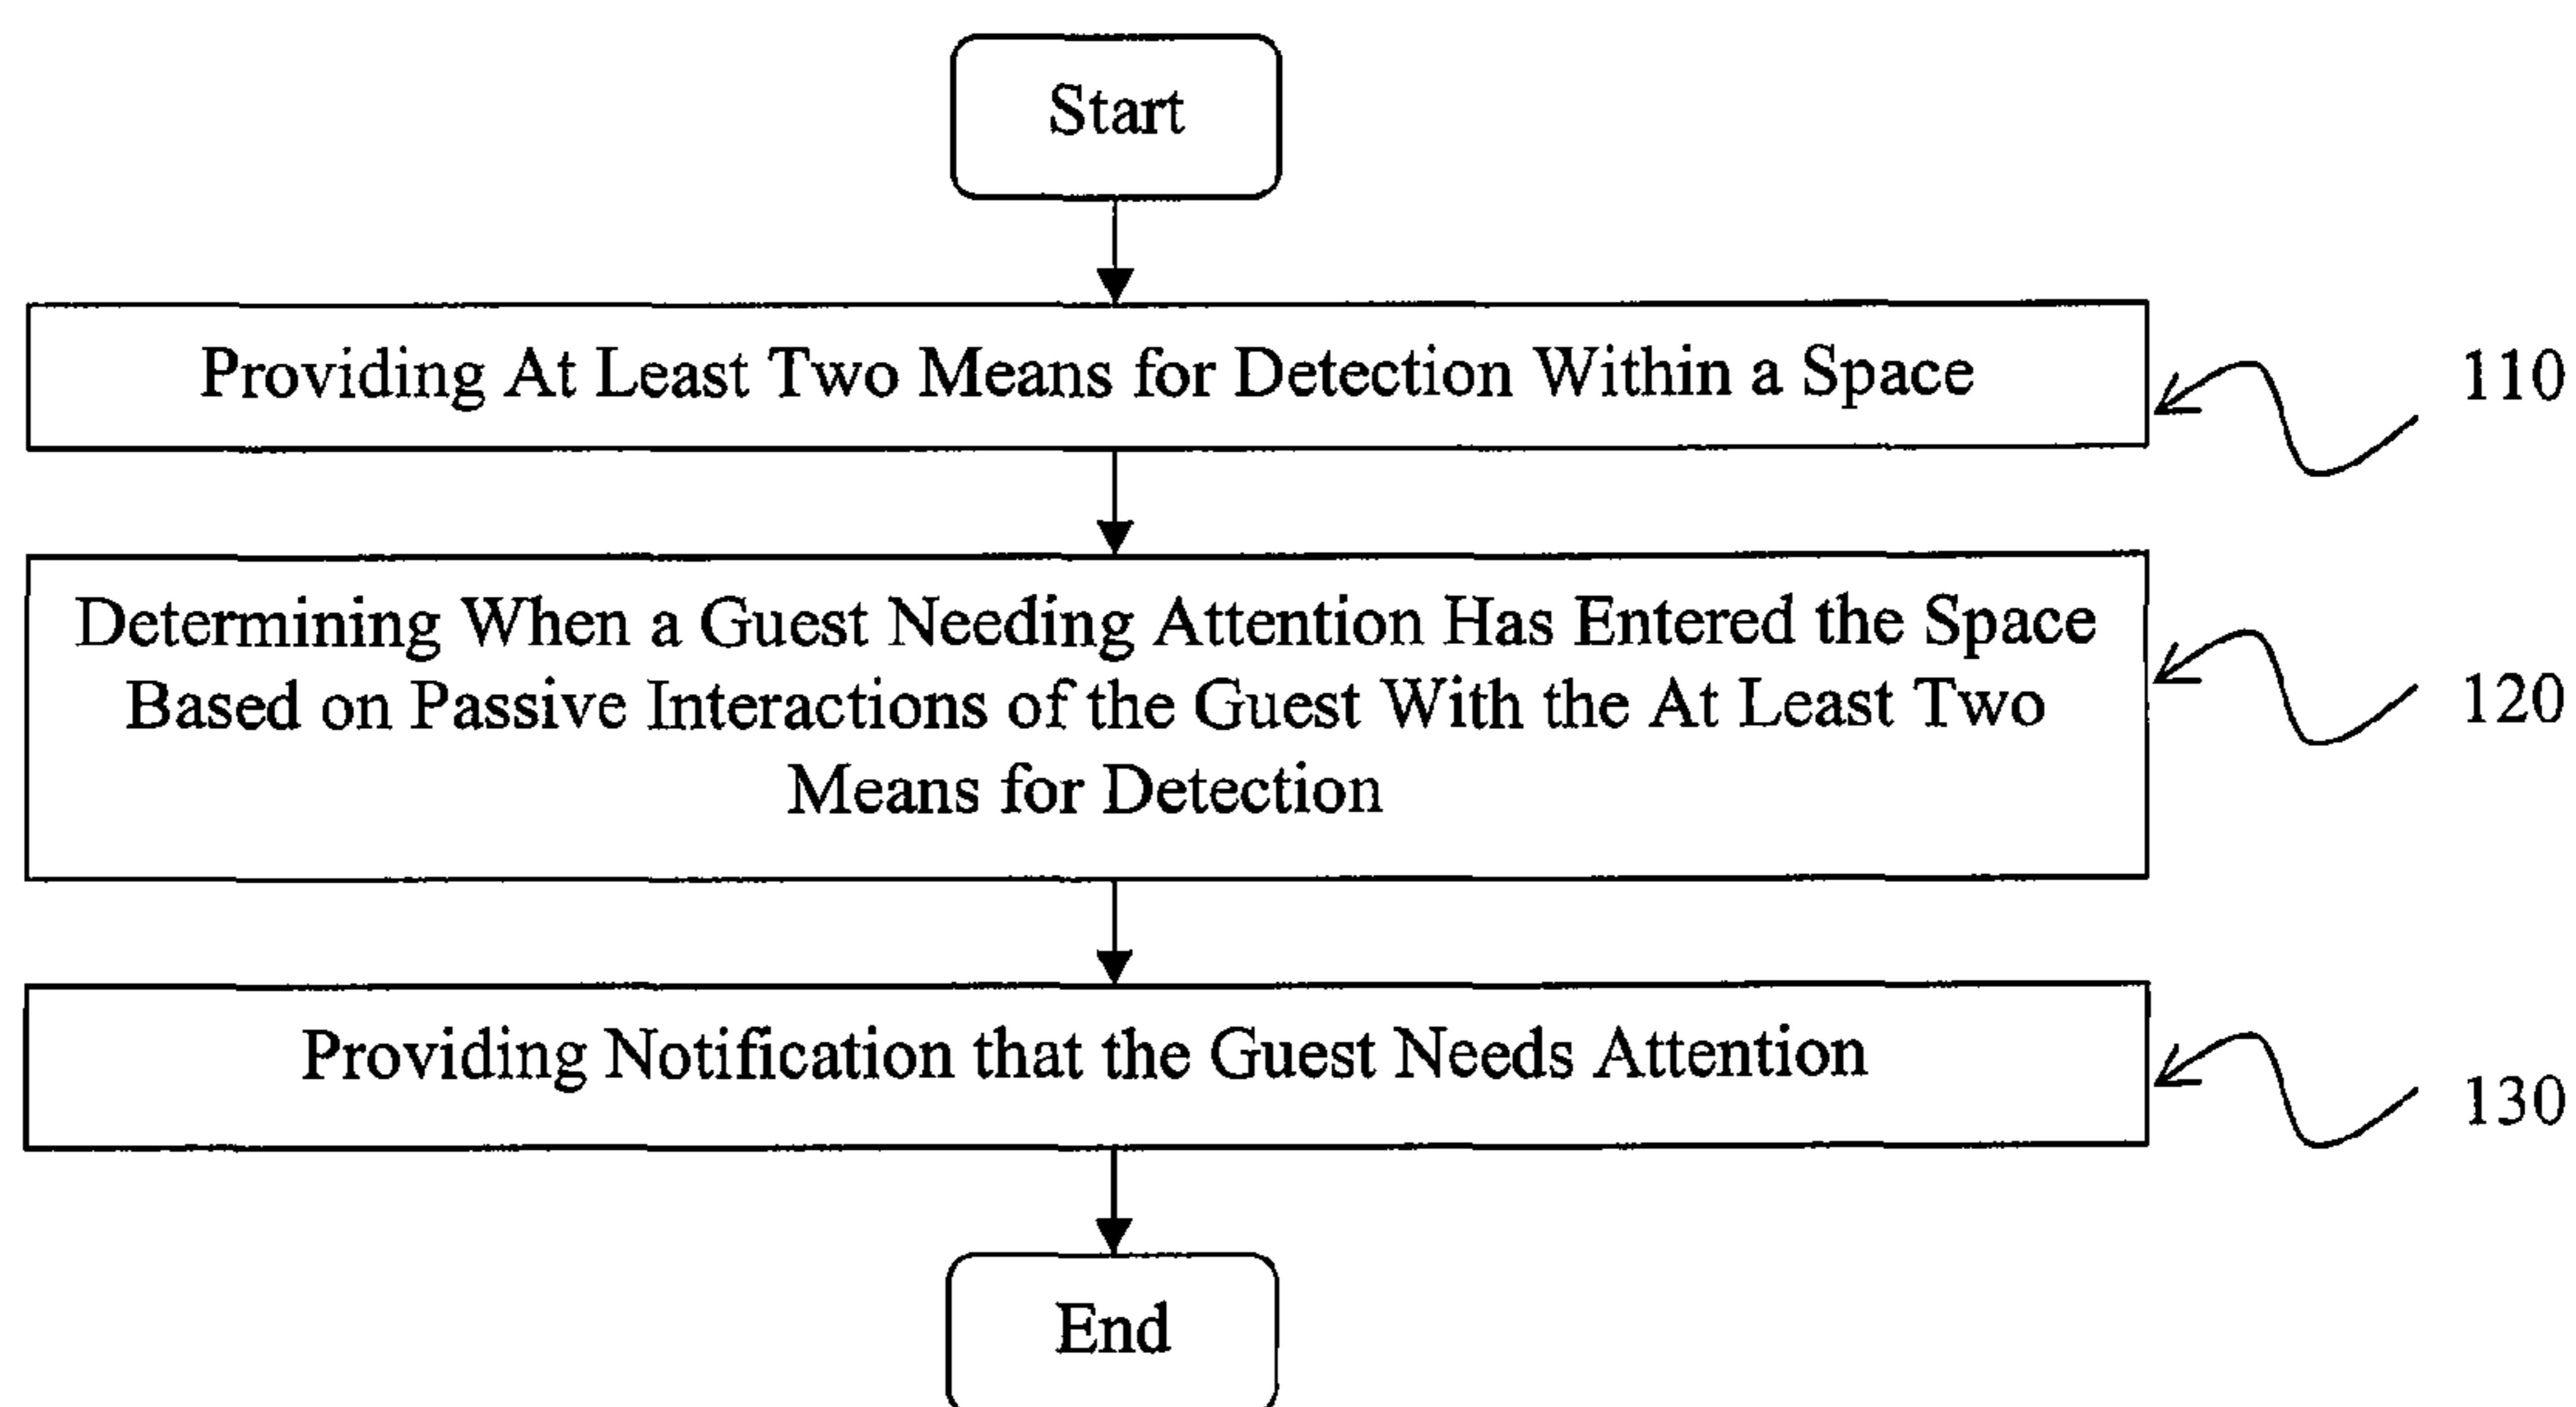 Start
Providing At Least Two Means for Detection Within a Space
110
Determining When a Guest Needing Attention Has Entered the Space
Based on Passive Interactions of the Guest With the At Least Two
Means for Detection
120
Providing Notification that the Guest Needs Attention
130
End